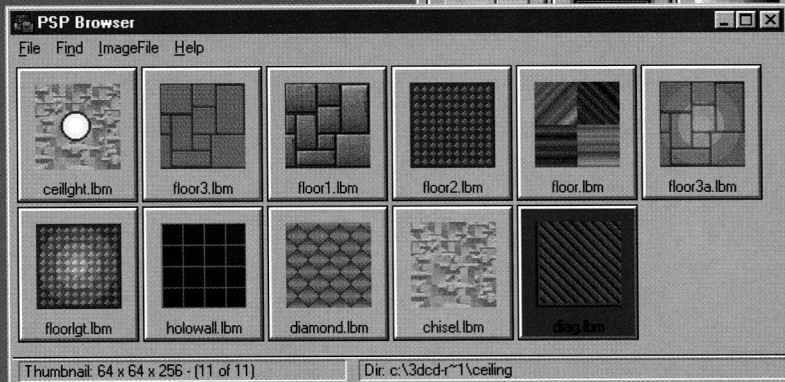 PSP Browser
File Find ImageFile Help
ceillght.lbm floor3.lbm floor1.lbm floor2.lbm floor.lbm floor3a.lbm
floorlgt.lbm holowall.lbm diamond.lbm chisel.lbm diag.lbm
Thumbnail: 64 x 64 x 256 - (11 of 11) Dir: c:\3dcd-r~1\ceiling